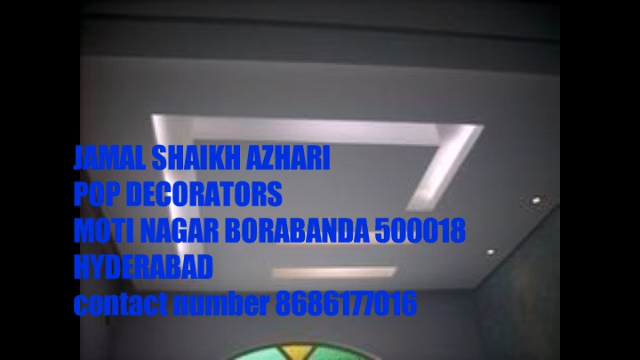 JAMAL SHAIKH AZHARI
POP DECORATORS
MOTI NAGAR BORABANDA 500018
HYDERABAD
contact number 8686177016